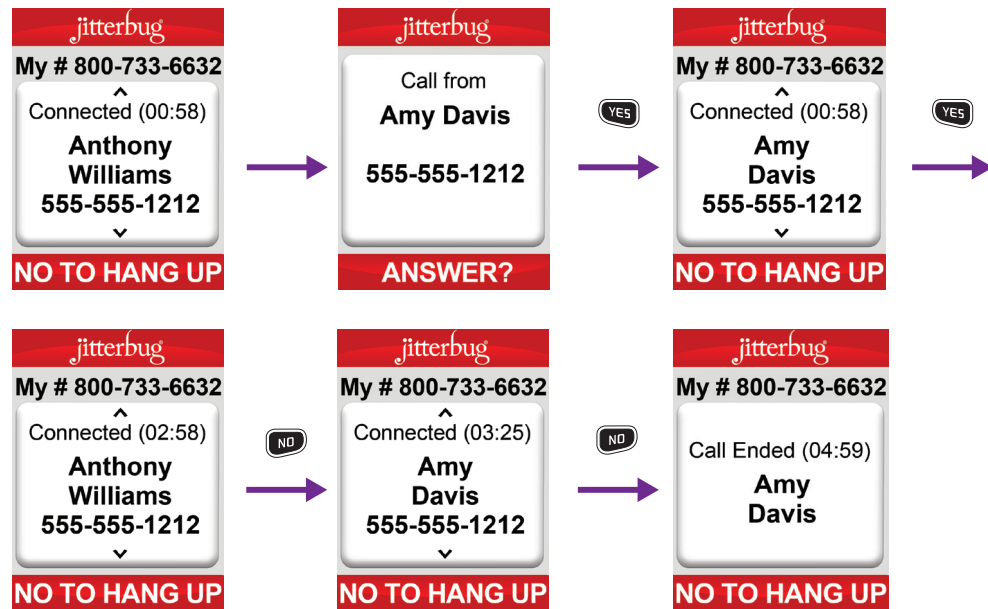 jitterbug
My # 800-733-6632
Connected (00:58)
Anthony
Williams
555-555-1212
NO TO HANG UP
jitterbug
Call from
Amy Davis
555-555-1212
ANSWER?
YES
jitterbug
My # 800-733-6632
Connected (00:58)
Amy
Davis
555-555-1212
NO TO HANG UP
YES
jitterbug
My # 800-733-6632
Connected (02:58)
Anthony
Williams
555-555-1212
NO TO HANG UP
NO
jitterbug
My # 800-733-6632
Connected (03:25)
Amy
Davis
555-555-1212
NO TO HANG UP
NO
jitterbug
My # 800-733-6632
Call Ended (04:59)
Amy
Davis
NO TO HANG UP